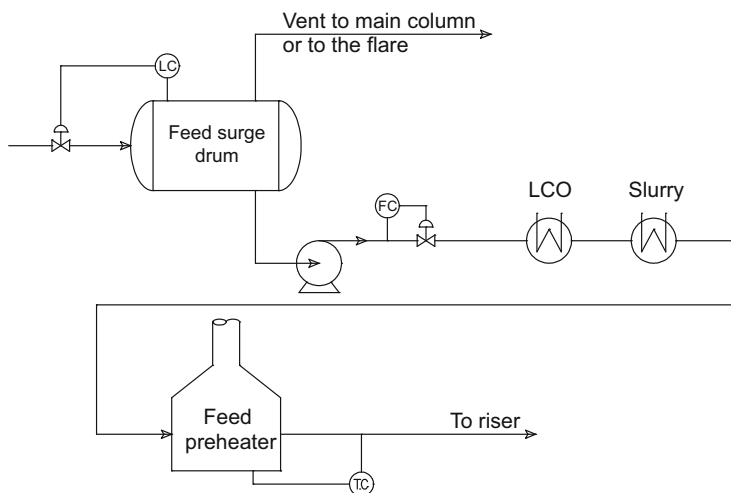 Vent to main column
or to the flare
LC
Feed surge
drum
FC
LCO
Slurry
Feed
preheater
To riser
T.C